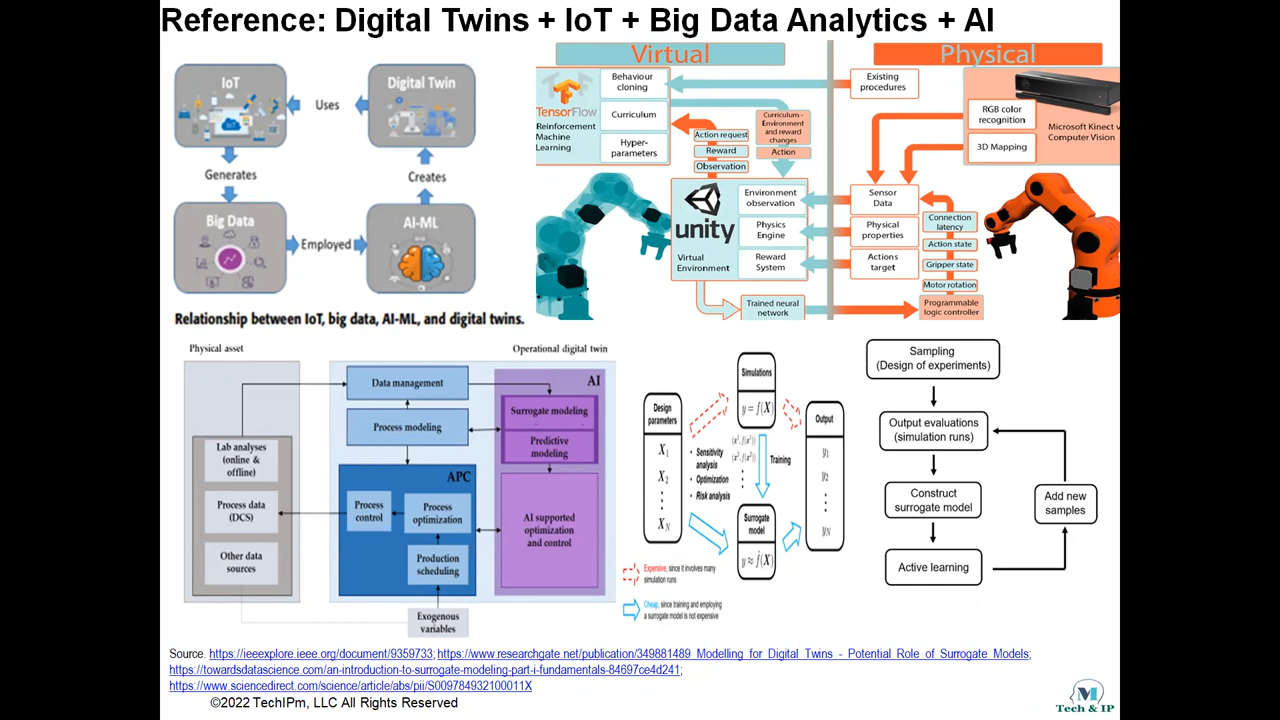 Reference: Digital Twins + IoT + Big Data Analytics + AI
IoT
Uses
Digital Twin
Generates
Creates
Big Data
Employed
AI-ML
Relationship between IoT, big data, AI-ML, and digital twins.
Virtual
Physical
TensorFlow
Reinforcement
Machine
Learning
Behaviour
cloning
Curriculum
Hyper-
parameters
Action request
Reward
Observation
Curriculum -
Environment
and reward
changes
Action
Existing
procedures
RGB color
recognition
3D Mapping
Microsoft Kinect v
Computer Vision
unity
Virtual
Environment
Environment
observation
Physics
Engine
Reward
System
Sensor
Data
Physical
properties
Actions
target
Connection
latency
Action state
Gripper state
Motor rotation
Trained neural
network
Programmable
logic controller
Physical asset
Operational digital twin
Lab analyses
(online &
offline)
Process data
(DCS)
Other data
sources
Data management
Process modeling
AI
Surrogate modeling
Predictive
modeling
APC
Process
control
Process
optimization
Production
scheduling
AI supported
optimization
and control
Exogenous
variables
Design
parameters
X1
X2
⋮
XN
Simulations
y = f(X)
Output
y1
y2
⋮
yN
• Sensitivity
analysis
• Optimization
• Risk analysis
(x¹, f(x¹))
(x², f(x²))
⋮
Training
Surrogate
model
y ≈ f̂(X)
Expensive, since it involves many
simulation runs
Cheap, since training and employing
a surrogate model is not expensive
Sampling
(Design of experiments)
Output evaluations
(simulation runs)
Construct
surrogate model
Active learning
Add new
samples
Source. https://ieeexplore.ieee.org/document/9359733; https://www.researchgate.net/publication/349881489_Modelling_for_Digital_Twins_-_Potential_Role_of_Surrogate_Models;
https://towardsdatascience.com/an-introduction-to-surrogate-modeling-part-i-fundamentals-84697ce4d241;
https://www.sciencedirect.com/science/article/abs/pii/S009784932100011X
©2022 TechIPm, LLC All Rights Reserved
M
Tech & IP